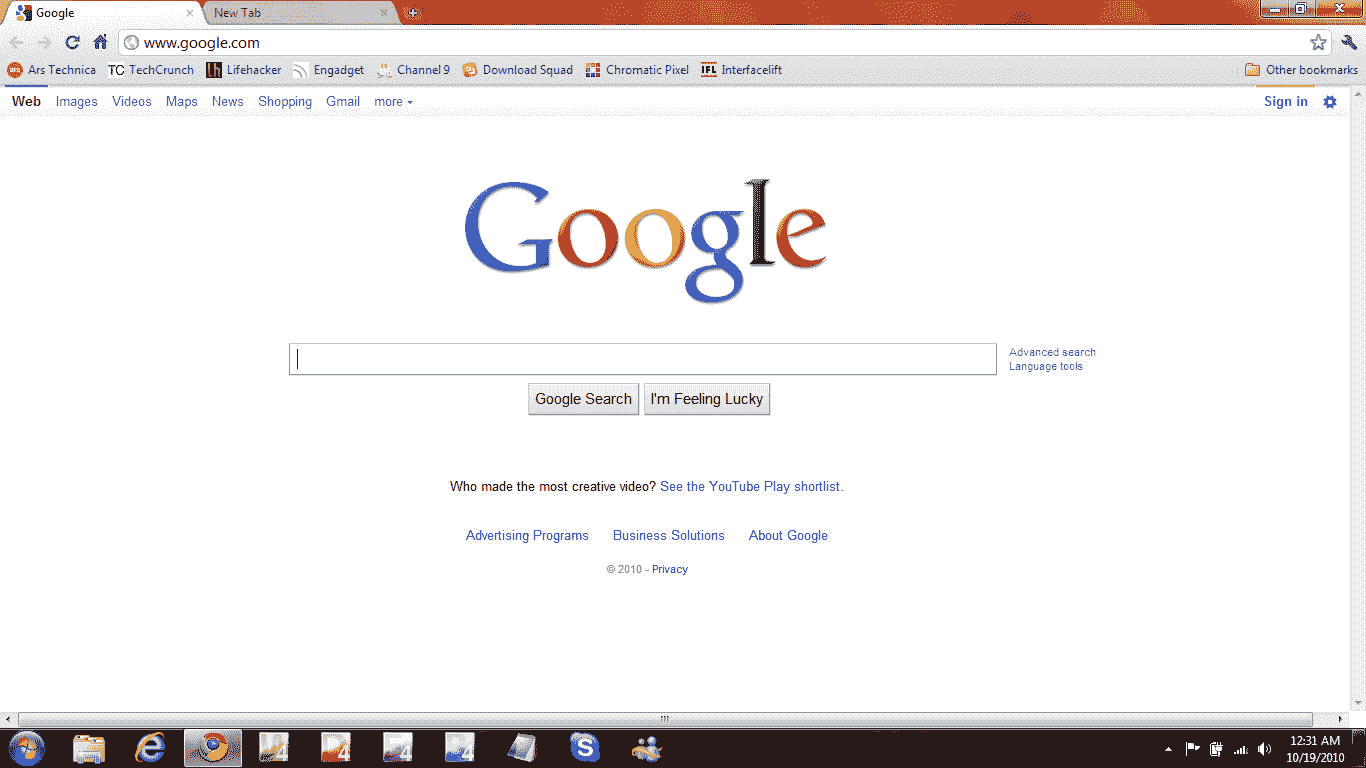 Google
New Tab
www.google.com
Ars Technica TC TechCrunch lh Lifehacker Engadget Channel 9 Download Squad Chromatic Pixel IFL Interfacelift Other bookmarks
Web Images Videos Maps News Shopping Gmail more Sign in
Google
Advanced search
Language tools
Google Search I'm Feeling Lucky
Who made the most creative video? See the YouTube Play shortlist.
Advertising Programs Business Solutions About Google
© 2010 - Privacy
12:31 AM
10/19/2010